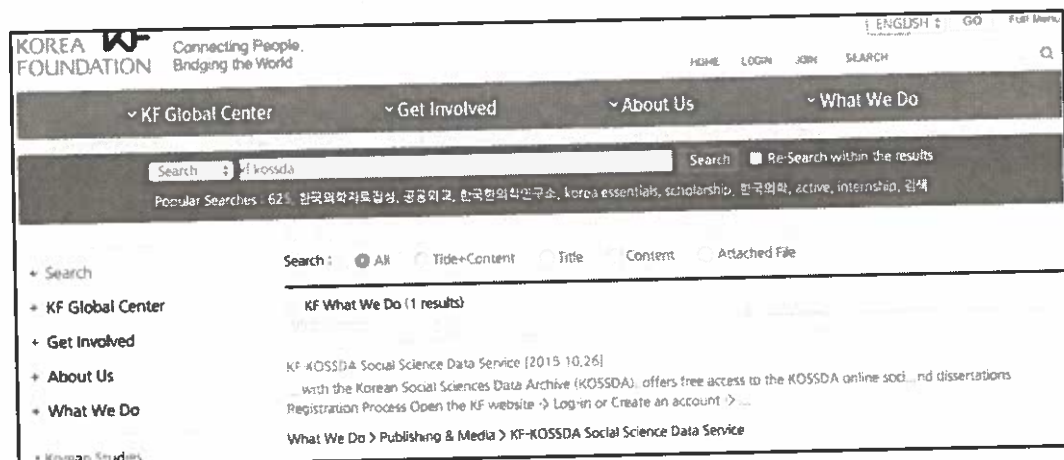 ENGLISH GO Full Menu
KOREA KF
FOUNDATION
Connecting People.
Bridging the World
HOME LOGIN JOIN SEARCH
KF Global Center Get Involved About Us What We Do
Search kf kossda Search Re-Search within the results
Popular Searches : 625, 한국의학자료집성, 공공외교, 한국한의학연구소, korea essentials, scholarship, 한국의학, active, internship, 검색
Search : All Title+Content Title Content Attached File
+ Search
+ KF Global Center
+ Get Involved
+ About Us
+ What We Do
• Korean Studies
KF What We Do (1 results)
KF-KOSSDA Social Science Data Service [2015.10.26]
... with the Korean Social Sciences Data Archive (KOSSDA), offers free access to the KOSSDA online soci...nd dissertations
Registration Process Open the KF website -> Log-in or Create an account -> ...
What We Do > Publishing & Media > KF-KOSSDA Social Science Data Service